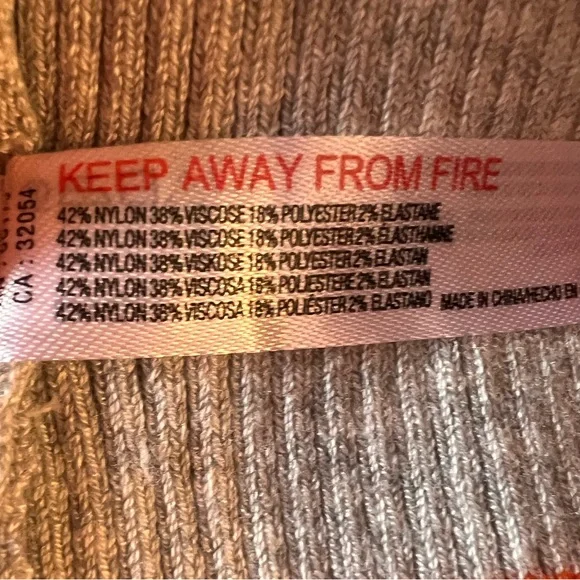 KEEP AWAY FROM FIRE
42% NYLON 38% VISCOSE 18% POLYESTER 2% ELASTANE
42% NYLON 38% VISCOSE 18% POLYESTER 2% ELASTHANNE
42% NYLON 38% VISKOSE 18% POLYESTER 2% ELASTAN
42% NYLON 38% VISCOSA 18% POLIESTERE 2% ELASTAN
42% NYLON 38% VISCOSA 18% POLIÉSTER 2% ELASTANO MADE IN CHINA/HECHO EN
CA : 32054